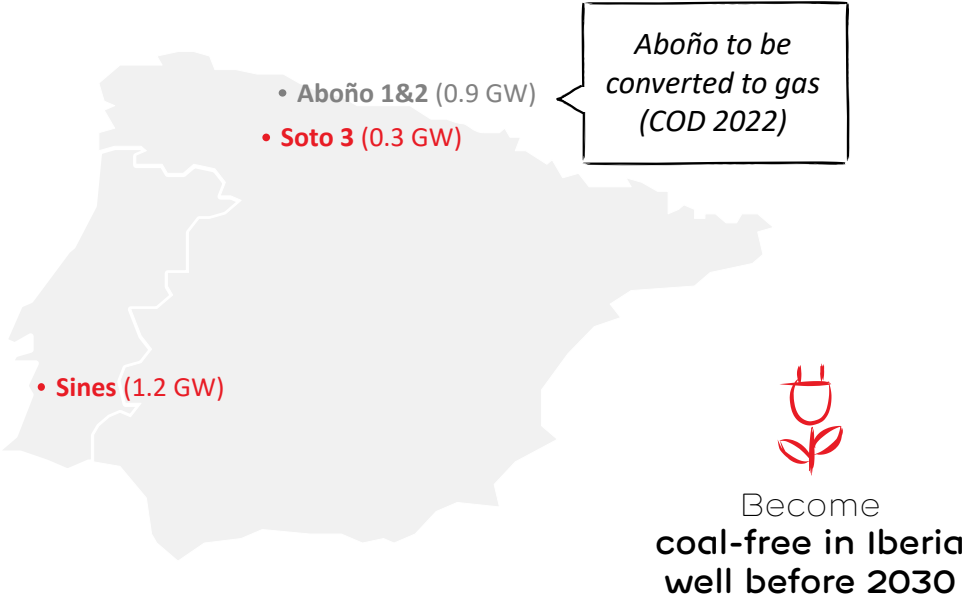 Aboño to be
converted to gas
(COD 2022)
• Aboño 1&2 (0.9 GW)
• Soto 3 (0.3 GW)
• Sines (1.2 GW)
Become
coal-free in Iberia
well before 2030